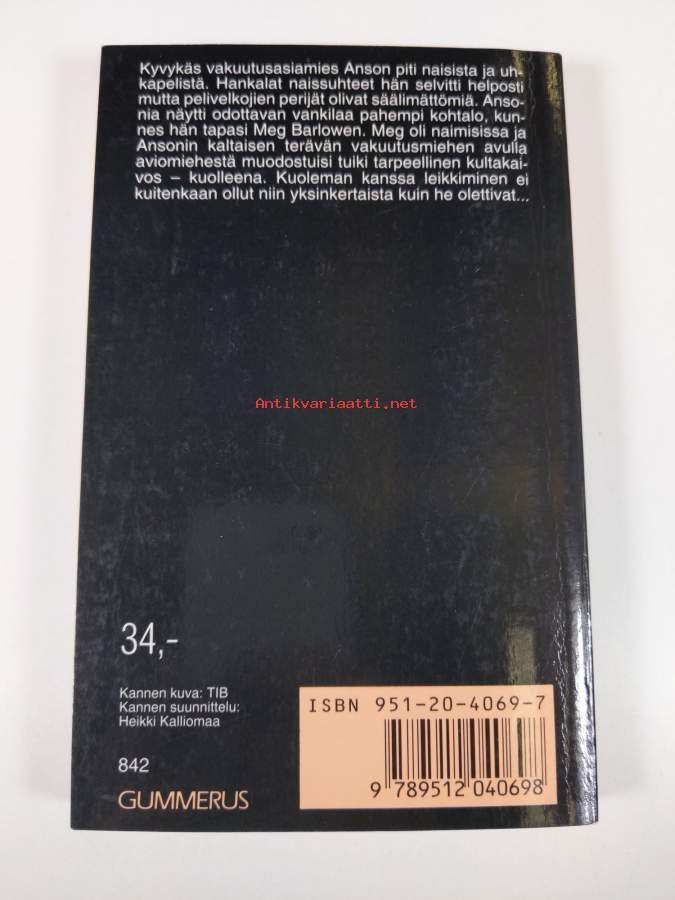 Kyvykäs vakuutusasiamies Anson piti naisista ja uh-
kapelistä. Hankalat naissuhteet hän selvitti helposti
mutta pelivelkojien perijät olivat säälimättömiä. Anso-
nia näytti odottavan vankilaa pahempi kohtalo, kun-
nes hän tapasi Meg Barlowen. Meg oli naimisissa ja
Ansonin kaltaisen terävän vakuutusmiehen avulla
aviomiehestä muodostuisi tuiki tarpeellinen kultakai-
vos – kuolleena. Kuoleman kanssa leikkiminen ei
kuitenkaan ollut niin yksinkertaista kuin he olettivat...
Antikvariaatti.net
34,-
Kannen kuva: TIB
Kannen suunnittelu:
Heikki Kalliomaa
842
GUMMERUS
ISBN 951-20-4069-7
9 789512 040698